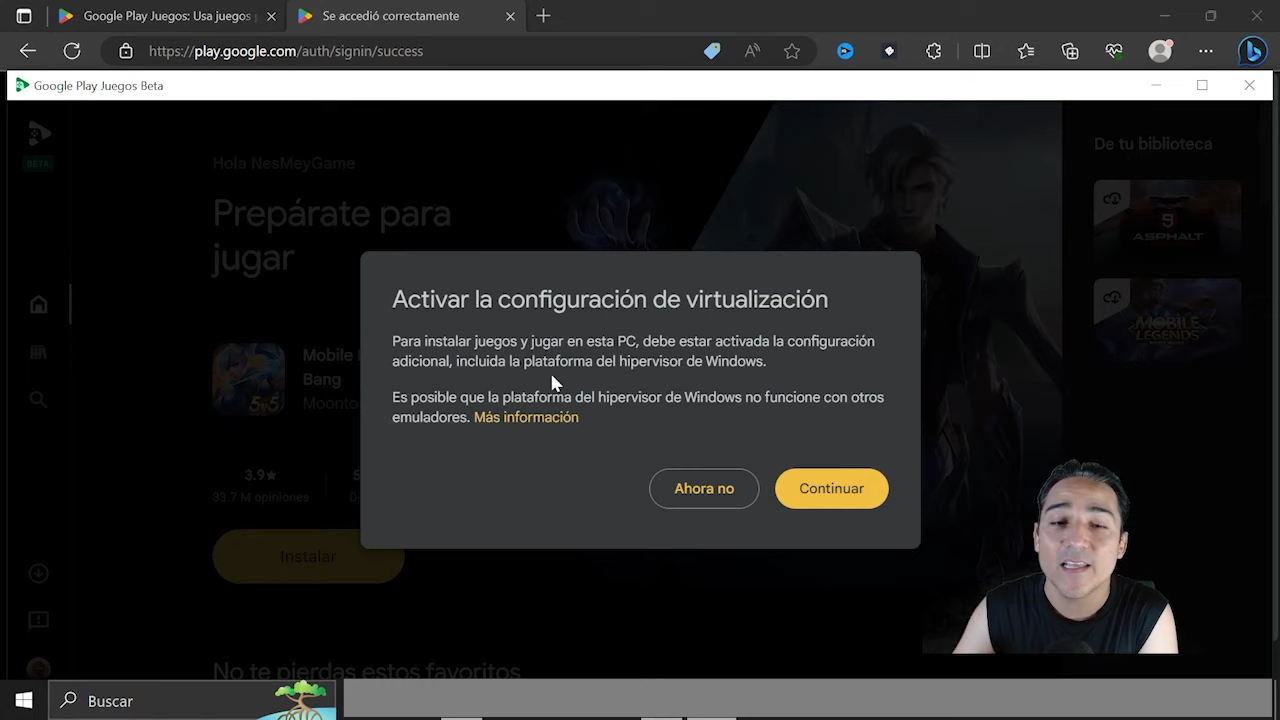 Google Play Juegos: Usa juegos
Se accedió correctamente
https://play.google.com/auth/signin/success
Google Play Juegos Beta
BETA
Hola NesMeyGame
Prepárate para
jugar
De tu biblioteca
9
ASPHALT
MOBILE
LEGENDS
Activar la configuración de virtualización
Para instalar juegos y jugar en esta PC, debe estar activada la configuración
adicional, incluida la plataforma del hipervisor de Windows.
Es posible que la plataforma del hipervisor de Windows no funcione con otros
emuladores. Más información
Ahora no
Continuar
Mobile
Bang
Moonto
5v5
3.9★
33.7 M opiniones
Instalar
No te pierdas estos favoritos
Buscar